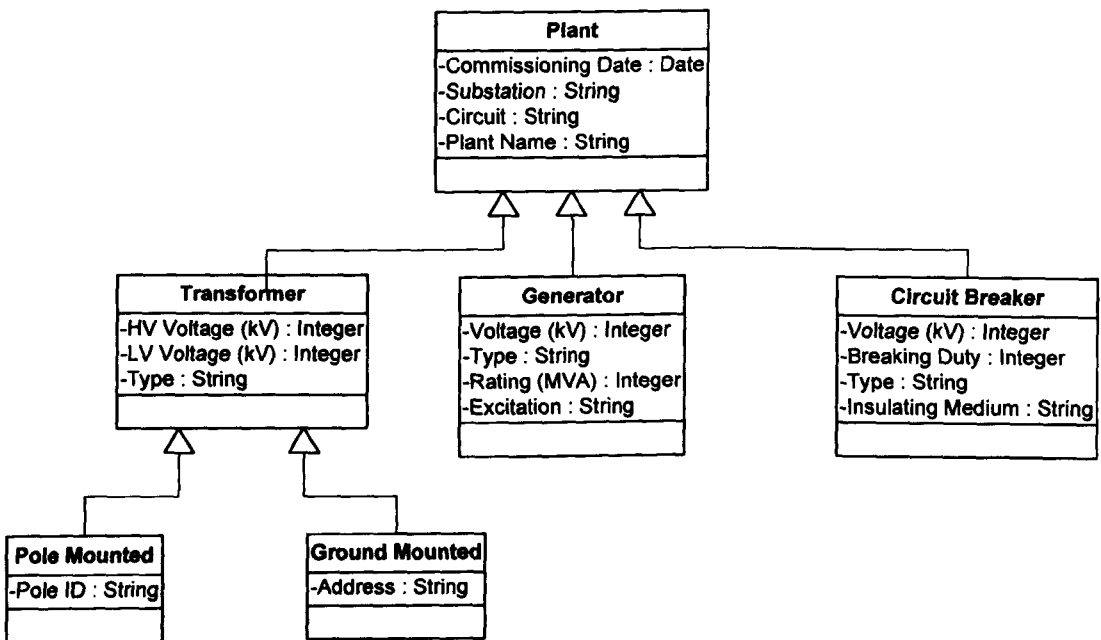 Plant
-Commissioning Date : Date
-Substation : String
-Circuit : String
-Plant Name : String
Transformer
-HV Voltage (kV) : Integer
-LV Voltage (kV) : Integer
-Type : String
Generator
-Voltage (kV) : Integer
-Type : String
-Rating (MVA) : Integer
-Excitation : String
Circuit Breaker
-Voltage (kV) : Integer
-Breaking Duty : Integer
-Type : String
-Insulating Medium : String
Pole Mounted
-Pole ID : String
Ground Mounted
-Address : String